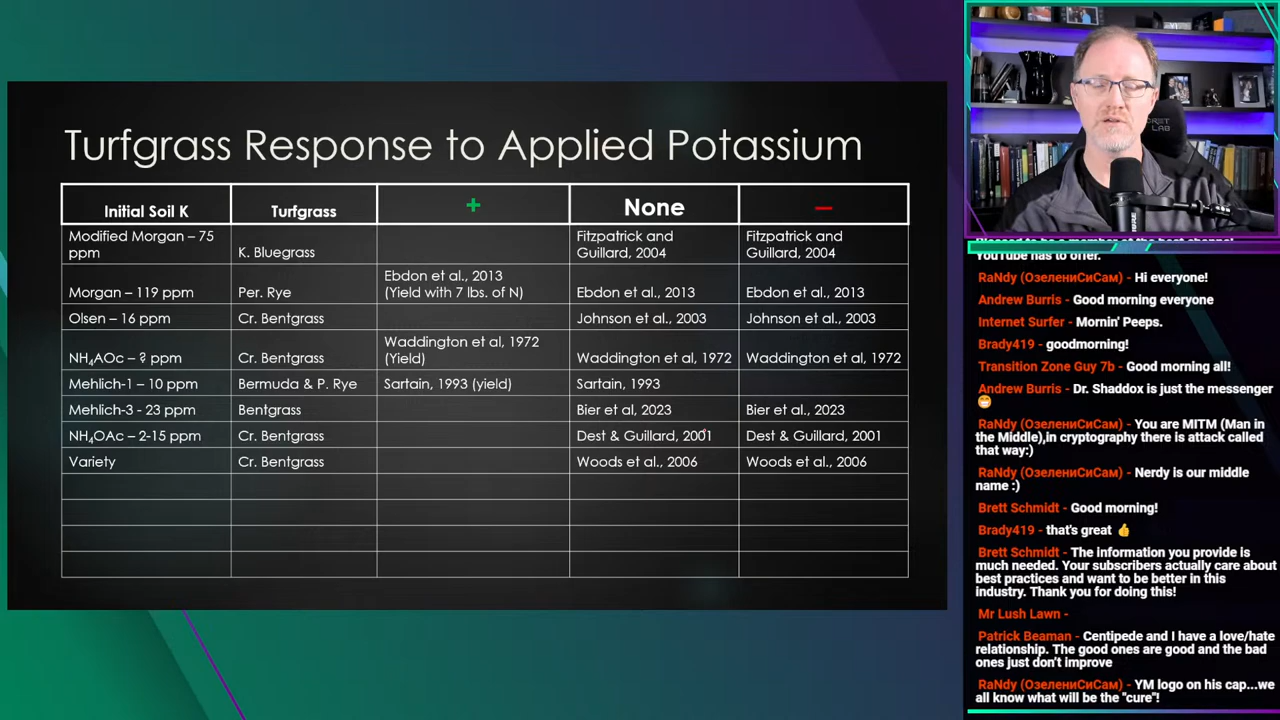 Turfgrass Response to Applied Potassium
Initial Soil K
Turfgrass
+
None
–
Modified Morgan – 75
ppm
K. Bluegrass
Fitzpatrick and
Guillard, 2004
Fitzpatrick and
Guillard, 2004
Morgan – 119 ppm
Per. Rye
Ebdon et al., 2013
(Yield with 7 lbs. of N)
Ebdon et al., 2013
Ebdon et al., 2013
Olsen – 16 ppm
Cr. Bentgrass
Johnson et al., 2003
Johnson et al., 2003
NH₄AOc – ? ppm
Cr. Bentgrass
Waddington et al, 1972
(Yield)
Waddington et al, 1972
Waddington et al, 1972
Mehlich-1 – 10 ppm
Bermuda & P. Rye
Sartain, 1993 (yield)
Sartain, 1993
Mehlich-3 - 23 ppm
Bentgrass
Bier et al, 2023
Bier et al., 2023
NH₄OAc – 2-15 ppm
Cr. Bentgrass
Dest & Guillard, 2001
Dest & Guillard, 2001
Variety
Cr. Bentgrass
Woods et al., 2006
Woods et al., 2006
YouTube has to offer.
RaNdy (ОзелениСиСам) - Hi everyone!
Andrew Burris - Good morning everyone
Internet Surfer - Mornin' Peeps.
Brady419 - goodmorning!
Transition Zone Guy 7b - Good morning all!
Andrew Burris - Dr. Shaddox is just the messenger
😁
RaNdy (ОзелениСиСам) - You are MITM (Man in
the Middle),in cryptography there is attack called
that way:)
RaNdy (ОзелениСиСам) - Nerdy is our middle
name :)
Brett Schmidt - Good morning!
Brady419 - that's great 👍
Brett Schmidt - The information you provide is
much needed. Your subscribers actually care about
best practices and want to be better in this
industry. Thank you for doing this!
Mr Lush Lawn -
Patrick Beaman - Centipede and I have a love/hate
relationship. The good ones are good and the bad
ones just don't improve
RaNdy (ОзелениСиСам) - YM logo on his cap...we
all know what will be the "cure"!